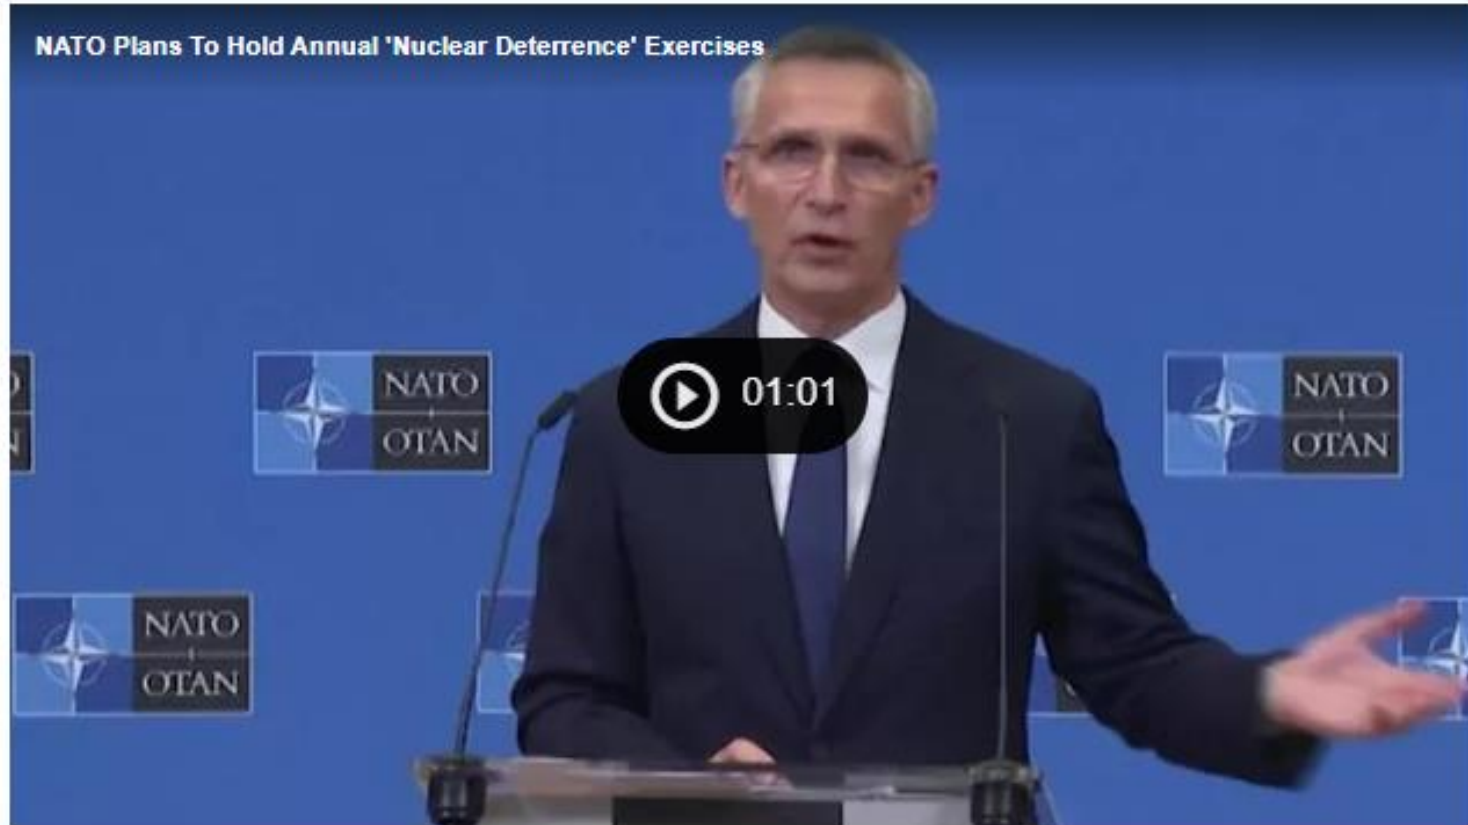 NATO Plans To Hold Annual 'Nuclear Deterrence' Exercises
01:01
NATO
OTAN
NATO
OTAN
NATO
OTAN